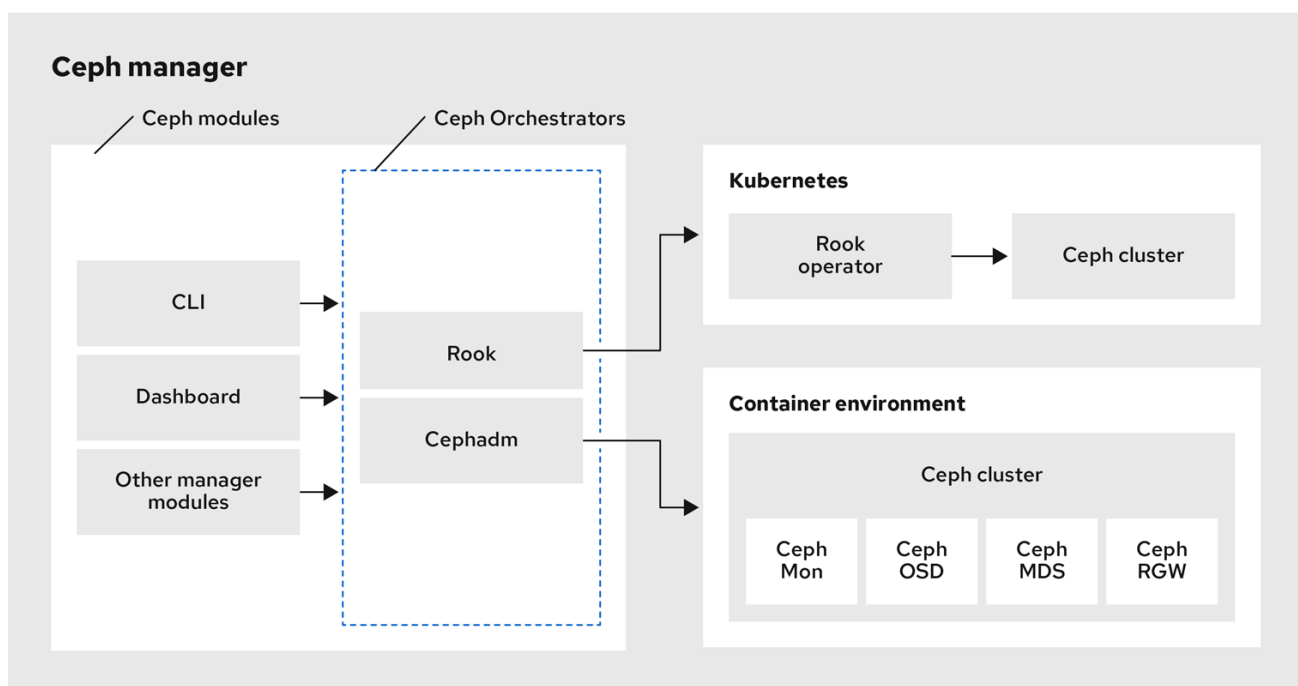 Ceph manager
Ceph modules
Ceph Orchestrators
CLI
Dashboard
Other manager
modules
Rook
Cephadm
Kubernetes
Rook
operator
Ceph cluster
Container environment
Ceph cluster
Ceph
Mon
Ceph
OSD
Ceph
MDS
Ceph
RGW